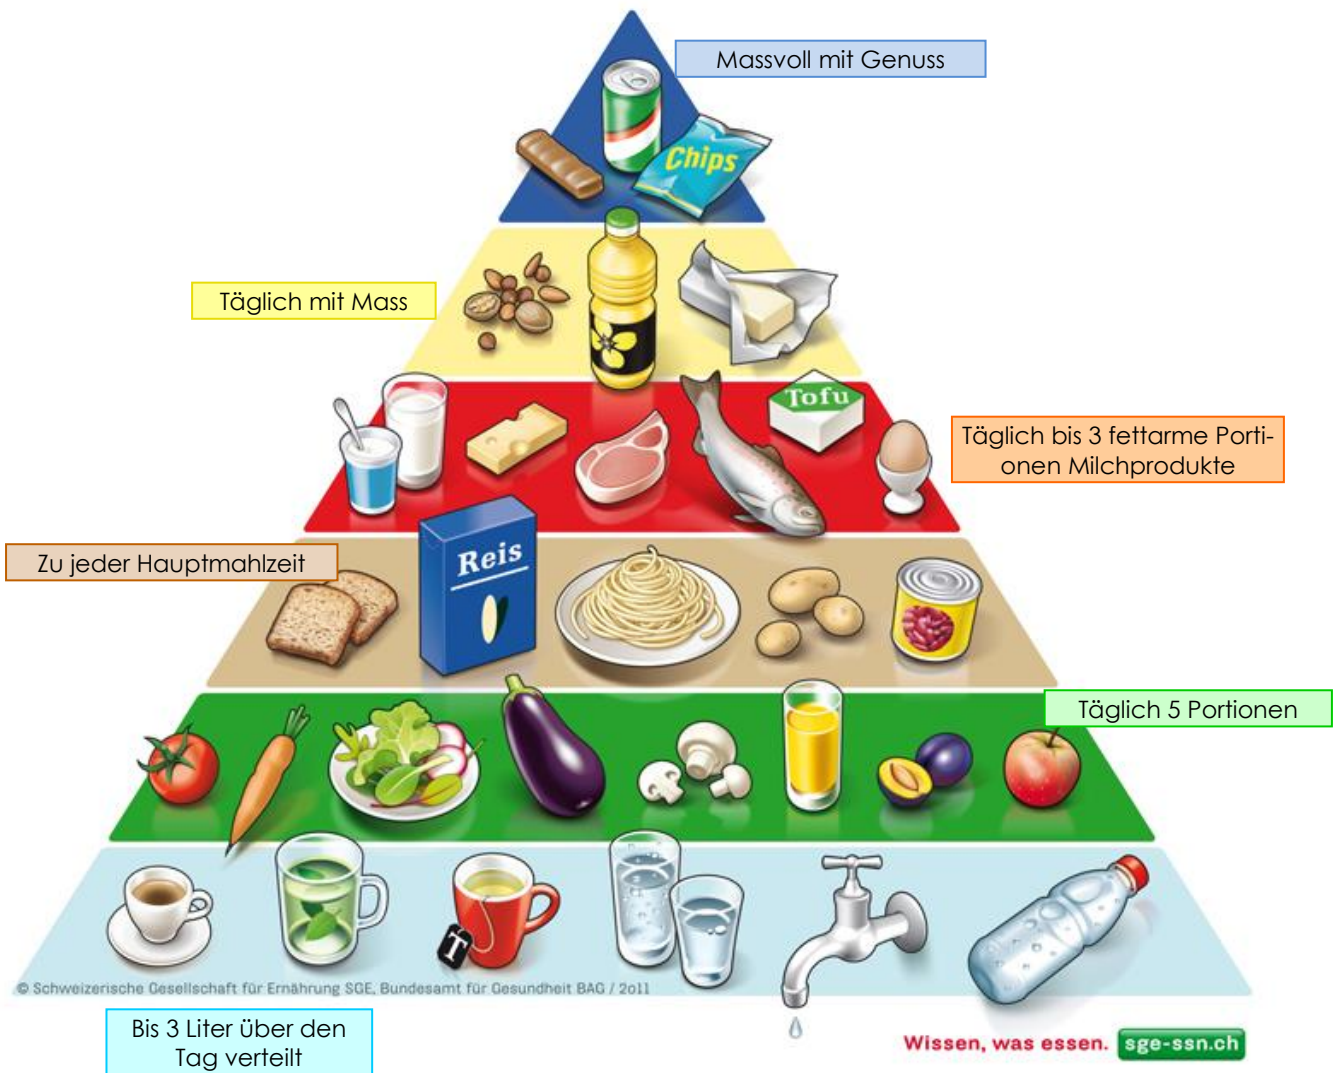 Massvoll mit Genuss
Chips
Täglich mit Mass
Tofu
Täglich bis 3 fettarme Porti-
onen Milchprodukte
Reis
Zu jeder Hauptmahlzeit
Täglich 5 Portionen
T
© Schweizerische Gesellschaft für Ernährung SGE, Bundesamt für Gesundheit BAG / 2011
Bis 3 Liter über den
Tag verteilt
Wissen, was essen. sge-ssn.ch